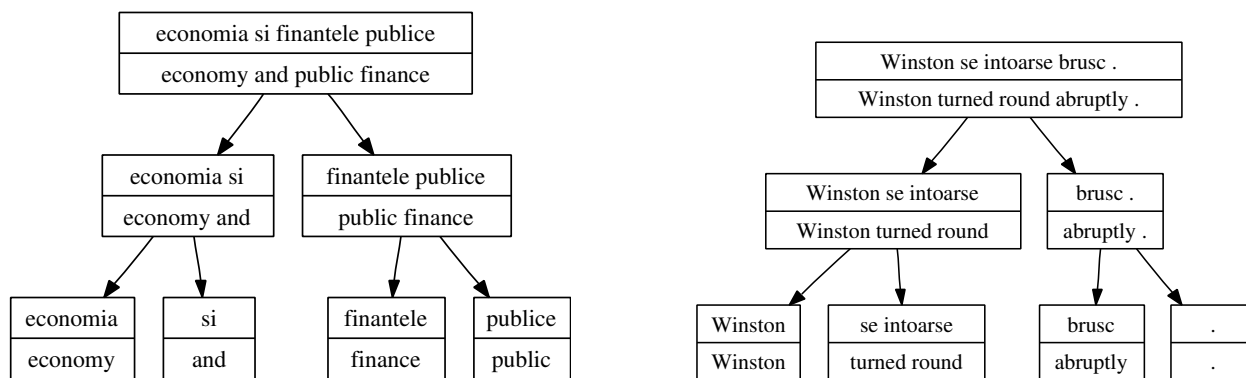 economia si finantele publice
economy and public finance
economia si
economy and
finantele publice
public finance
economia
economy
si
and
finantele
finance
publice
public
Winston se intoarse brusc .
Winston turned round abruptly .
Winston se intoarse
Winston turned round
brusc .
abruptly .
Winston
Winston
se intoarse
turned round
brusc
abruptly
.
.